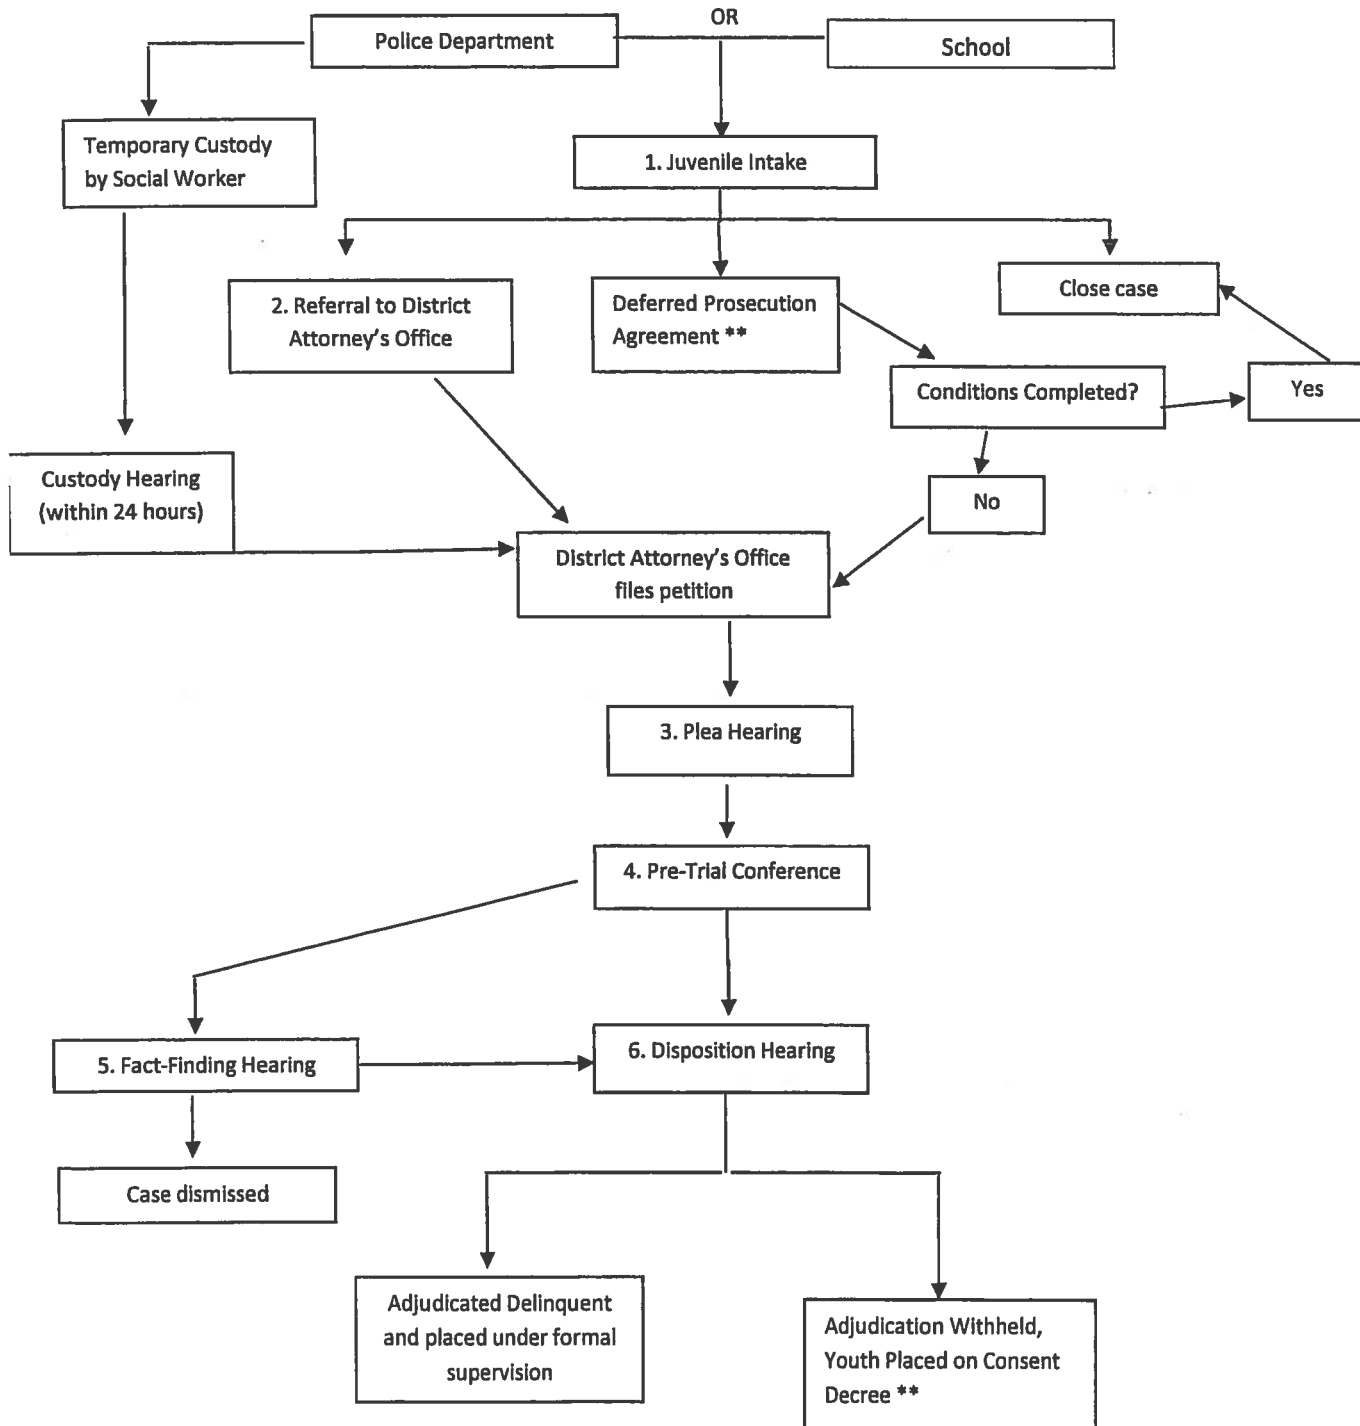 OR
Police Department
School
Temporary Custody
by Social Worker
1. Juvenile Intake
2. Referral to District
Attorney's Office
Deferred Prosecution
Agreement **
Close case
Conditions Completed?
Yes
Custody Hearing
(within 24 hours)
No
District Attorney's Office
files petition
3. Plea Hearing
4. Pre-Trial Conference
5. Fact-Finding Hearing
6. Disposition Hearing
Case dismissed
Adjudicated Delinquent
and placed under formal
supervision
Adjudication Withheld,
Youth Placed on Consent
Decree **